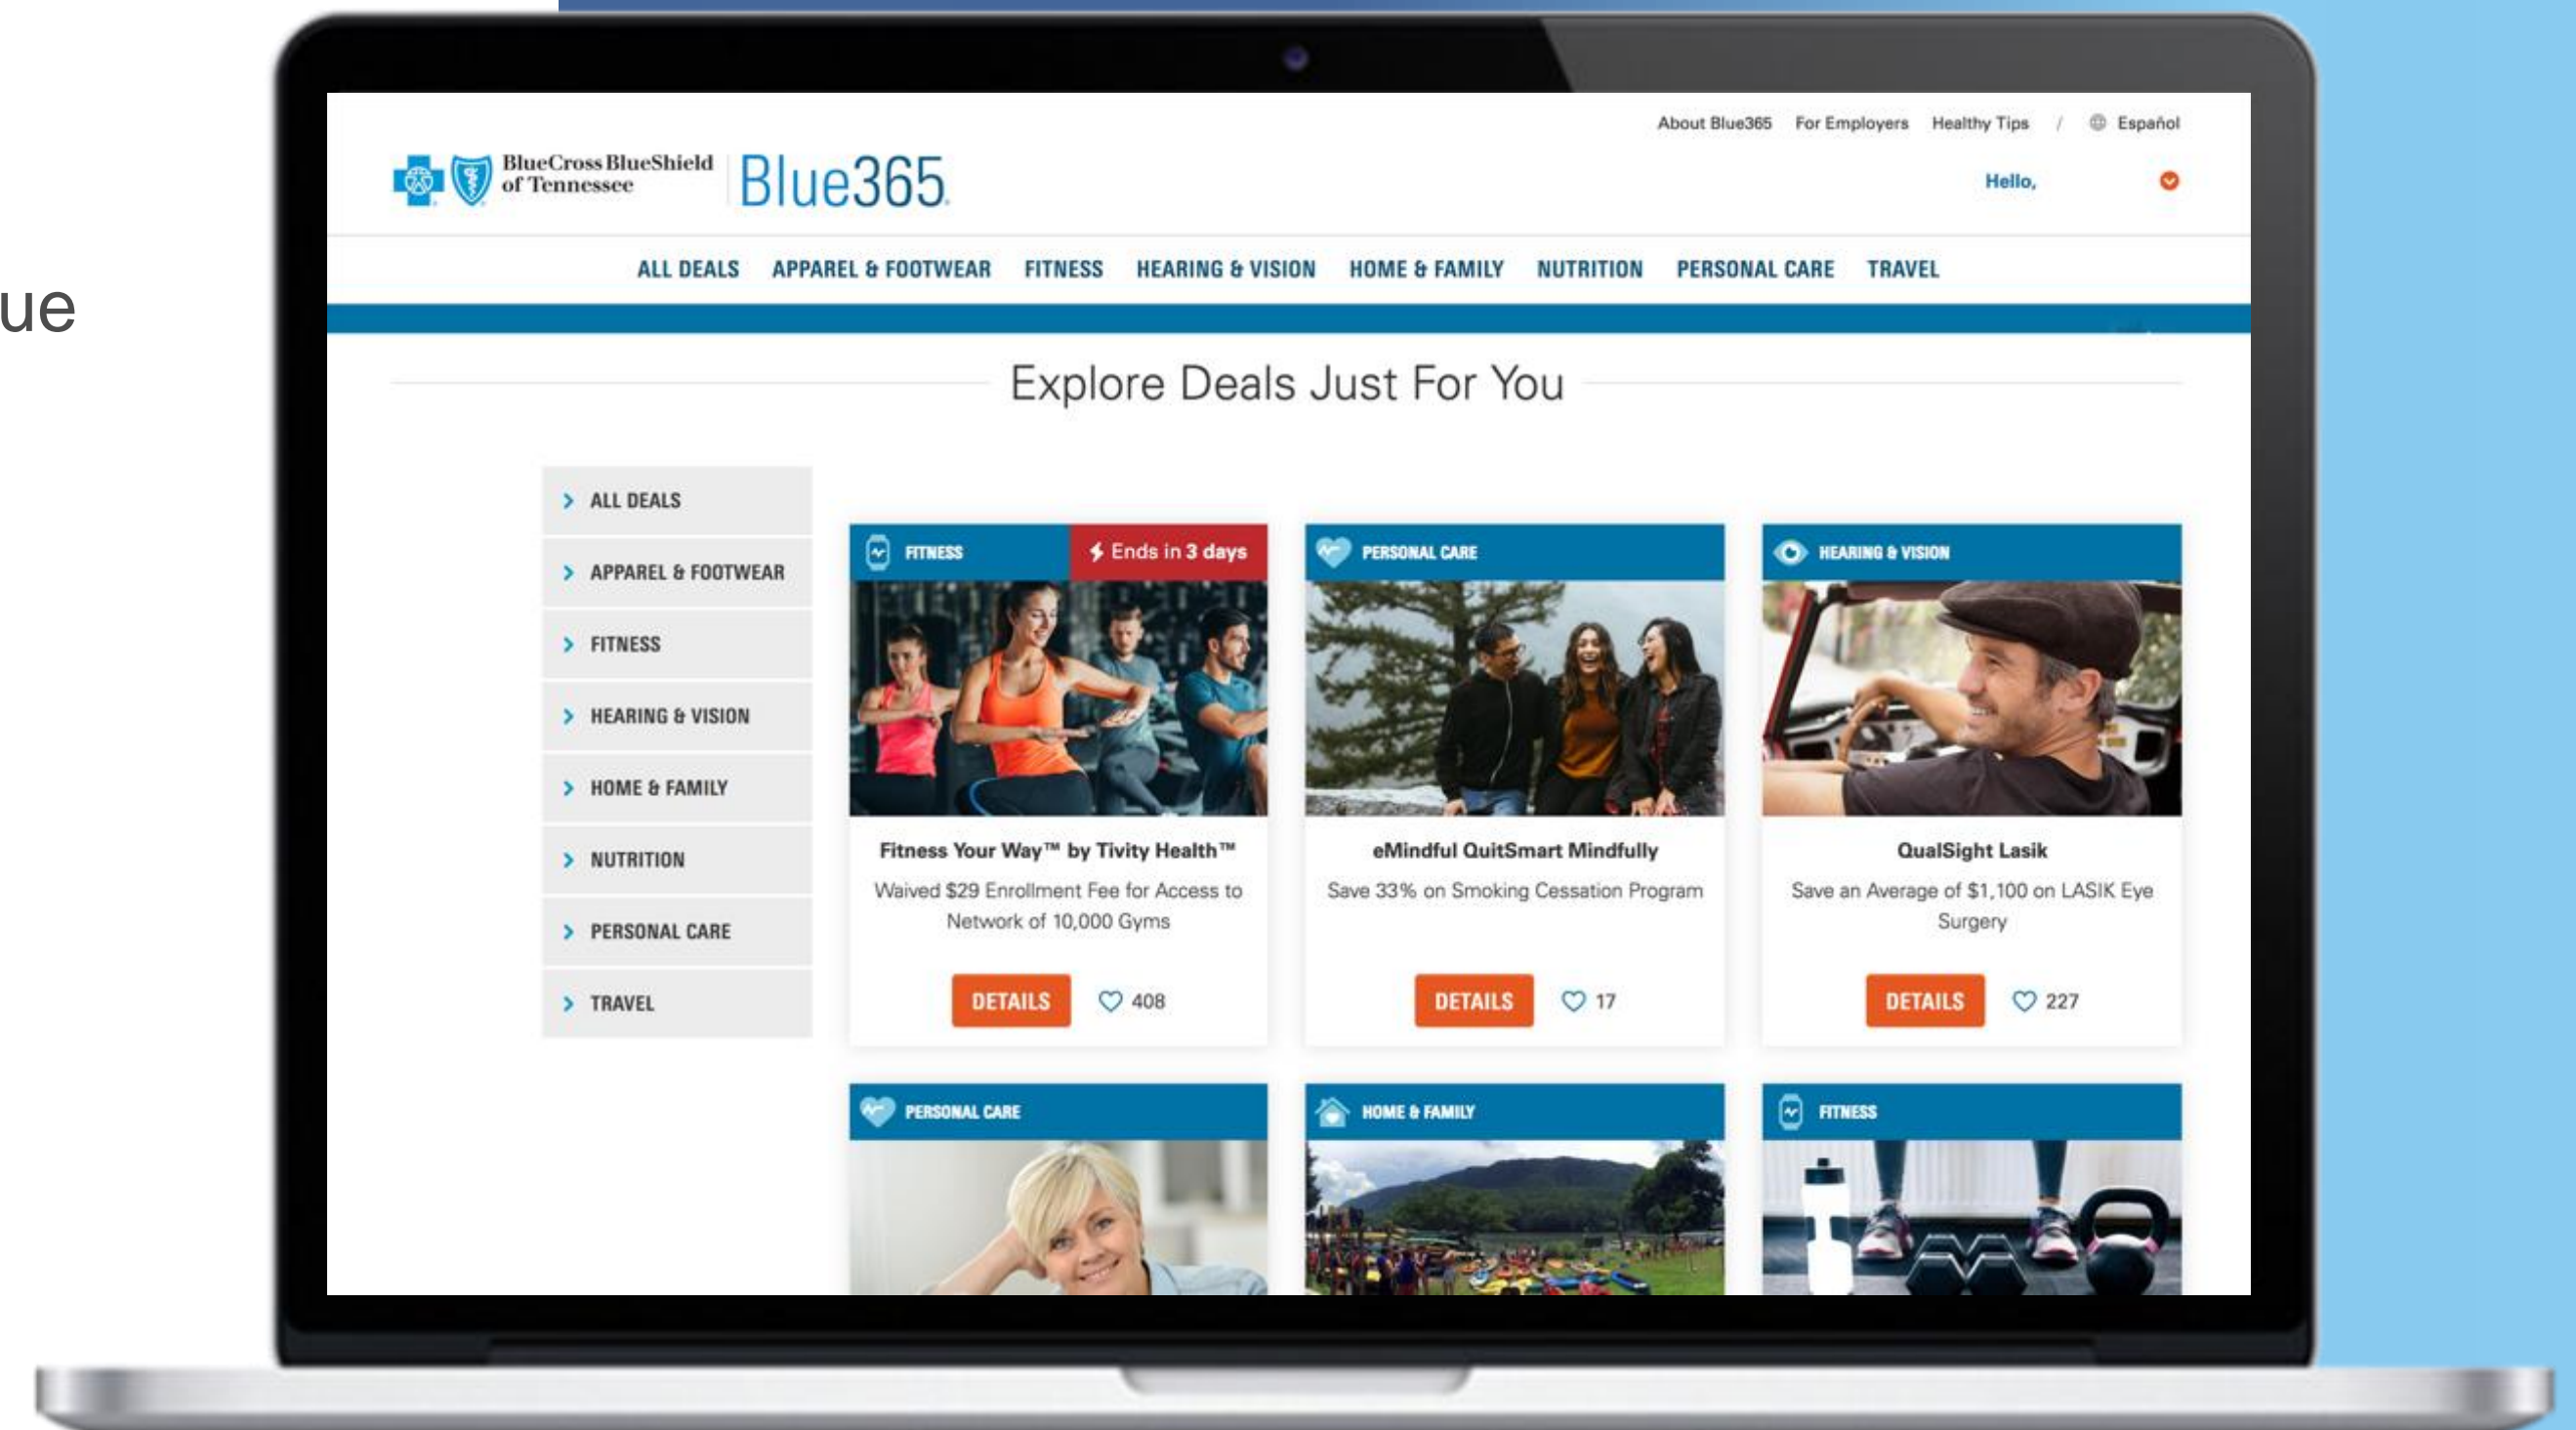 ue
About Blue365 For Employers Healthy Tips / Español
BlueCross BlueShield
of Tennessee
Blue365
Hello,
ALL DEALS APPAREL & FOOTWEAR FITNESS HEARING & VISION HOME & FAMILY NUTRITION PERSONAL CARE TRAVEL
Explore Deals Just For You
ALL DEALS
APPAREL & FOOTWEAR
FITNESS
HEARING & VISION
HOME & FAMILY
NUTRITION
PERSONAL CARE
TRAVEL
FITNESS
Ends in 3 days
Fitness Your Way™ by Tivity Health™
Waived $29 Enrollment Fee for Access to
Network of 10,000 Gyms
DETAILS 408
PERSONAL CARE
eMindful QuitSmart Mindfully
Save 33% on Smoking Cessation Program
DETAILS 17
HEARING & VISION
QualSight Lasik
Save an Average of $1,100 on LASIK Eye
Surgery
DETAILS 227
PERSONAL CARE
HOME & FAMILY
FITNESS